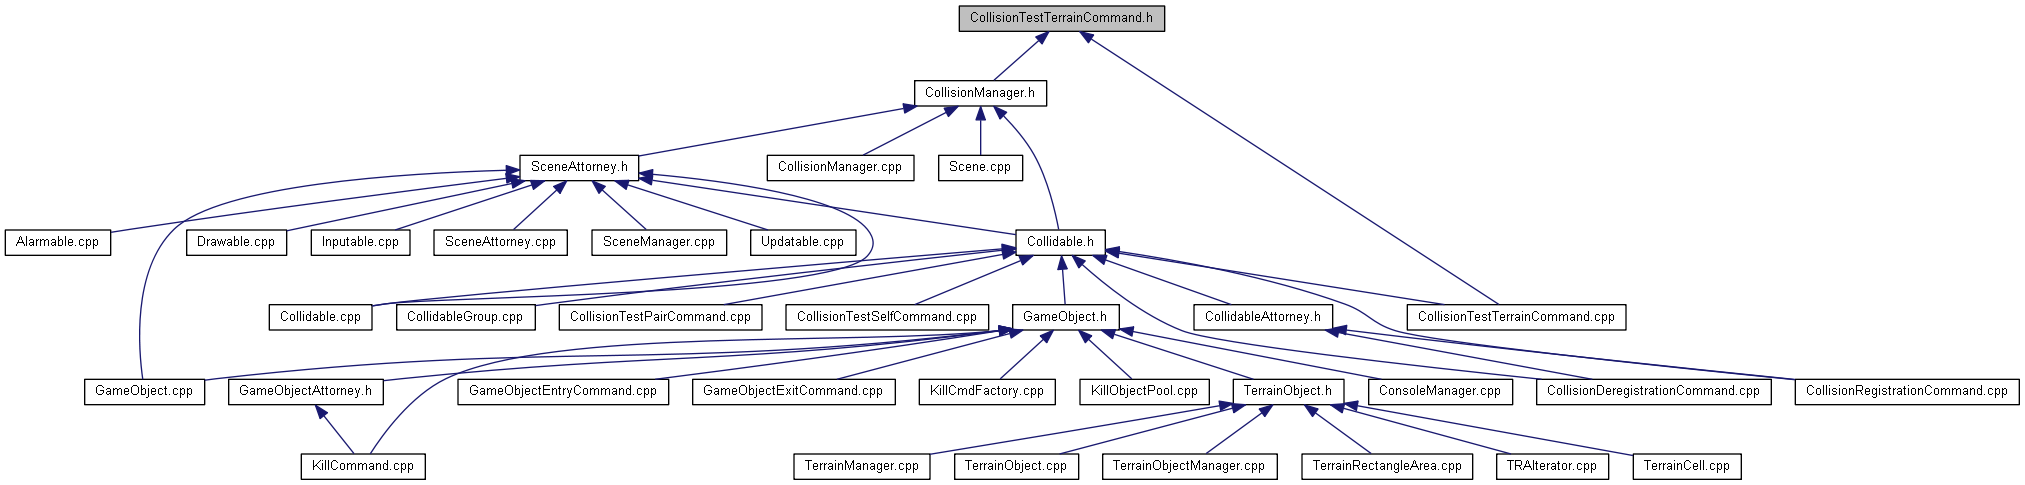 CollisionTestTerrainCommand.h
CollisionManager.h
SceneAttorney.h
CollisionManager.cpp
Scene.cpp
Alarmable.cpp
Drawable.cpp
Inputable.cpp
SceneAttorney.cpp
SceneManager.cpp
Updatable.cpp
Collidable.h
Collidable.cpp
CollidableGroup.cpp
CollisionTestPairCommand.cpp
CollisionTestSelfCommand.cpp
GameObject.h
CollidableAttorney.h
CollisionTestTerrainCommand.cpp
GameObject.cpp
GameObjectAttorney.h
GameObjectEntryCommand.cpp
GameObjectExitCommand.cpp
KillCmdFactory.cpp
KillObjectPool.cpp
TerrainObject.h
ConsoleManager.cpp
CollisionDeregistrationCommand.cpp
CollisionRegistrationCommand.cpp
KillCommand.cpp
TerrainManager.cpp
TerrainObject.cpp
TerrainObjectManager.cpp
TerrainRectangleArea.cpp
TRAIterator.cpp
TerrainCell.cpp